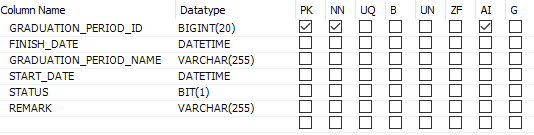 Column Name Datatype PK NN UQ B UN ZF AI G
GRADUATION_PERIOD_ID BIGINT(20)
FINISH_DATE DATETIME
GRADUATION_PERIOD_NAME VARCHAR(255)
START_DATE DATETIME
STATUS BIT(1)
REMARK VARCHAR(255)